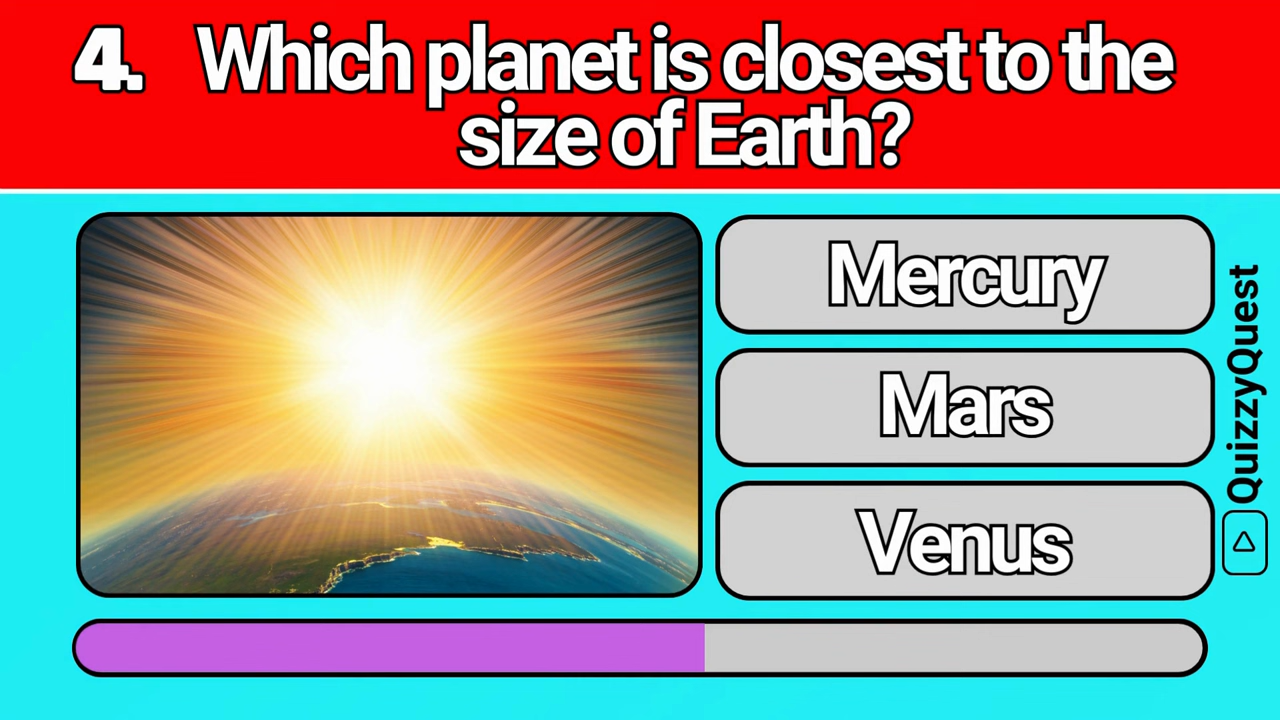 4. Which planet is closest to the
size of Earth?
Mercury
Mars
Venus
QuizzyQuest